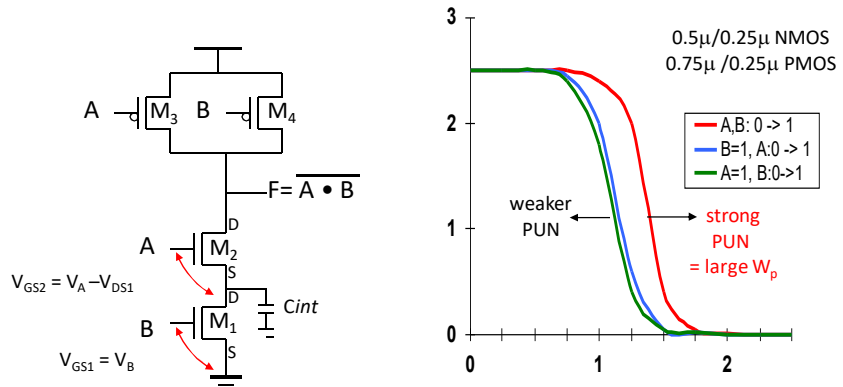 A
M3
B
M4
F= A • B
D
A
M2
S
VGS2 = VA –VDS1
D
Cint
B
M1
S
VGS1 = VB
3
2
1
0
0
1
2
0.5μ/0.25μ NMOS
0.75μ /0.25μ PMOS
A,B: 0 -> 1
B=1, A:0 -> 1
A=1, B:0->1
weaker
PUN
strong
PUN
= large Wp